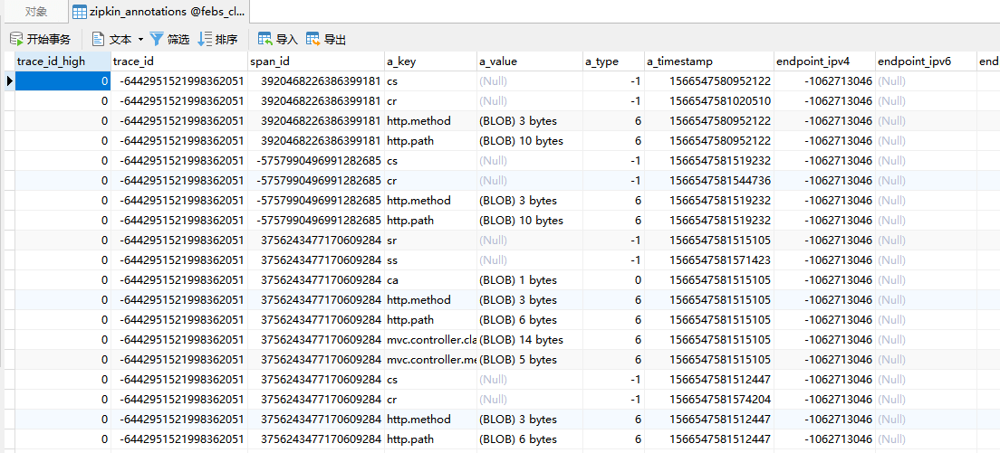 对象 zipkin_annotations @febs_cl...
开始事务 文本 筛选 排序 导入 导出
trace_id_high trace_id span_id a_key a_value a_type a_timestamp endpoint_ipv4 endpoint_ipv6 end
0 -6442951521998362051 3920468226386399181 cs (Null) -1 1566547580952122 -1062713046 (Null)
0 -6442951521998362051 3920468226386399181 cr (Null) -1 1566547581020510 -1062713046 (Null)
0 -6442951521998362051 3920468226386399181 http.method (BLOB) 3 bytes 6 1566547580952122 -1062713046 (Null)
0 -6442951521998362051 3920468226386399181 http.path (BLOB) 10 bytes 6 1566547580952122 -1062713046 (Null)
0 -6442951521998362051 -5757990496991282685 cs (Null) -1 1566547581519232 -1062713046 (Null)
0 -6442951521998362051 -5757990496991282685 cr (Null) -1 1566547581544736 -1062713046 (Null)
0 -6442951521998362051 -5757990496991282685 http.method (BLOB) 3 bytes 6 1566547581519232 -1062713046 (Null)
0 -6442951521998362051 -5757990496991282685 http.path (BLOB) 10 bytes 6 1566547581519232 -1062713046 (Null)
0 -6442951521998362051 3756243477170609284 sr (Null) -1 1566547581515105 -1062713046 (Null)
0 -6442951521998362051 3756243477170609284 ss (Null) -1 1566547581571423 -1062713046 (Null)
0 -6442951521998362051 3756243477170609284 ca (BLOB) 1 bytes 0 1566547581515105 -1062713046 (Null)
0 -6442951521998362051 3756243477170609284 http.method (BLOB) 3 bytes 6 1566547581515105 -1062713046 (Null)
0 -6442951521998362051 3756243477170609284 http.path (BLOB) 6 bytes 6 1566547581515105 -1062713046 (Null)
0 -6442951521998362051 3756243477170609284 mvc.controller.cla (BLOB) 14 bytes 6 1566547581515105 -1062713046 (Null)
0 -6442951521998362051 3756243477170609284 mvc.controller.me (BLOB) 5 bytes 6 1566547581515105 -1062713046 (Null)
0 -6442951521998362051 3756243477170609284 cs (Null) -1 1566547581512447 -1062713046 (Null)
0 -6442951521998362051 3756243477170609284 cr (Null) -1 1566547581574204 -1062713046 (Null)
0 -6442951521998362051 3756243477170609284 http.method (BLOB) 3 bytes 6 1566547581512447 -1062713046 (Null)
0 -6442951521998362051 3756243477170609284 http.path (BLOB) 6 bytes 6 1566547581512447 -1062713046 (Null)